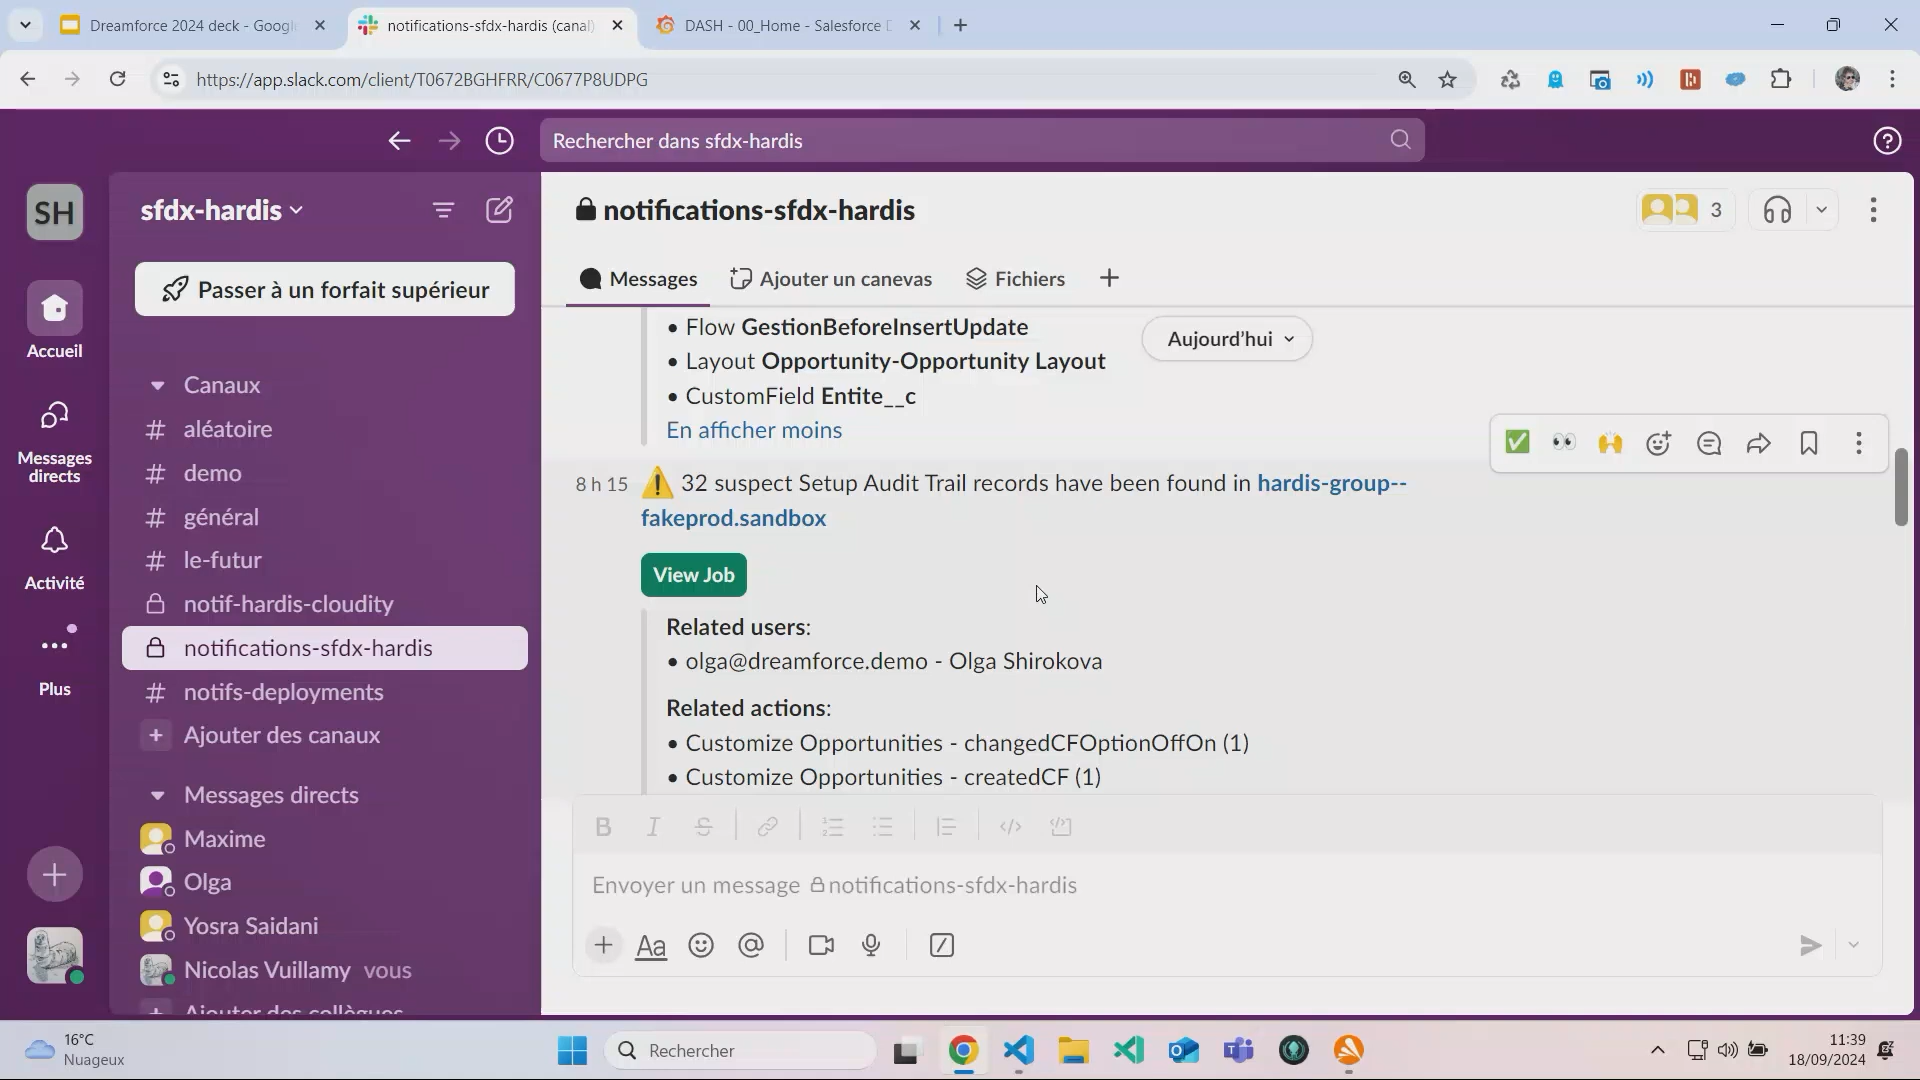 Dreamforce 2024 deck - Googl
notifications-sfdx-hardis (canal)
DASH - 00_Home - Salesforce D
https://app.slack.com/client/T0672BGHFRR/C0677P8UDPG
Rechercher dans sfdx-hardis
SH
sfdx-hardis
Passer à un forfait supérieur
Accueil
Messages directs
Activité
Plus
Canaux
aléatoire
demo
général
le-futur
notif-hardis-cloudity
notifications-sfdx-hardis
notifs-deployments
Ajouter des canaux
Messages directs
Maxime
Olga
Yosra Saidani
Nicolas Vuillamy vous
Ajouter des collègues
notifications-sfdx-hardis
3
Messages
Ajouter un canevas
Fichiers
Aujourd’hui
• Flow GestionBeforeInsertUpdate
• Layout Opportunity-Opportunity Layout
• CustomField Entite__c
En afficher moins
8 h 15
⚠️ 32 suspect Setup Audit Trail records have been found in hardis-group--
fakeprod.sandbox
View Job
Related users:
• olga@dreamforce.demo - Olga Shirokova
Related actions:
• Customize Opportunities - changedCFOptionOffOn (1)
• Customize Opportunities - createdCF (1)
Envoyer un message notifications-sfdx-hardis
Aa
16°C
Nuageux
Rechercher
11:39
18/09/2024